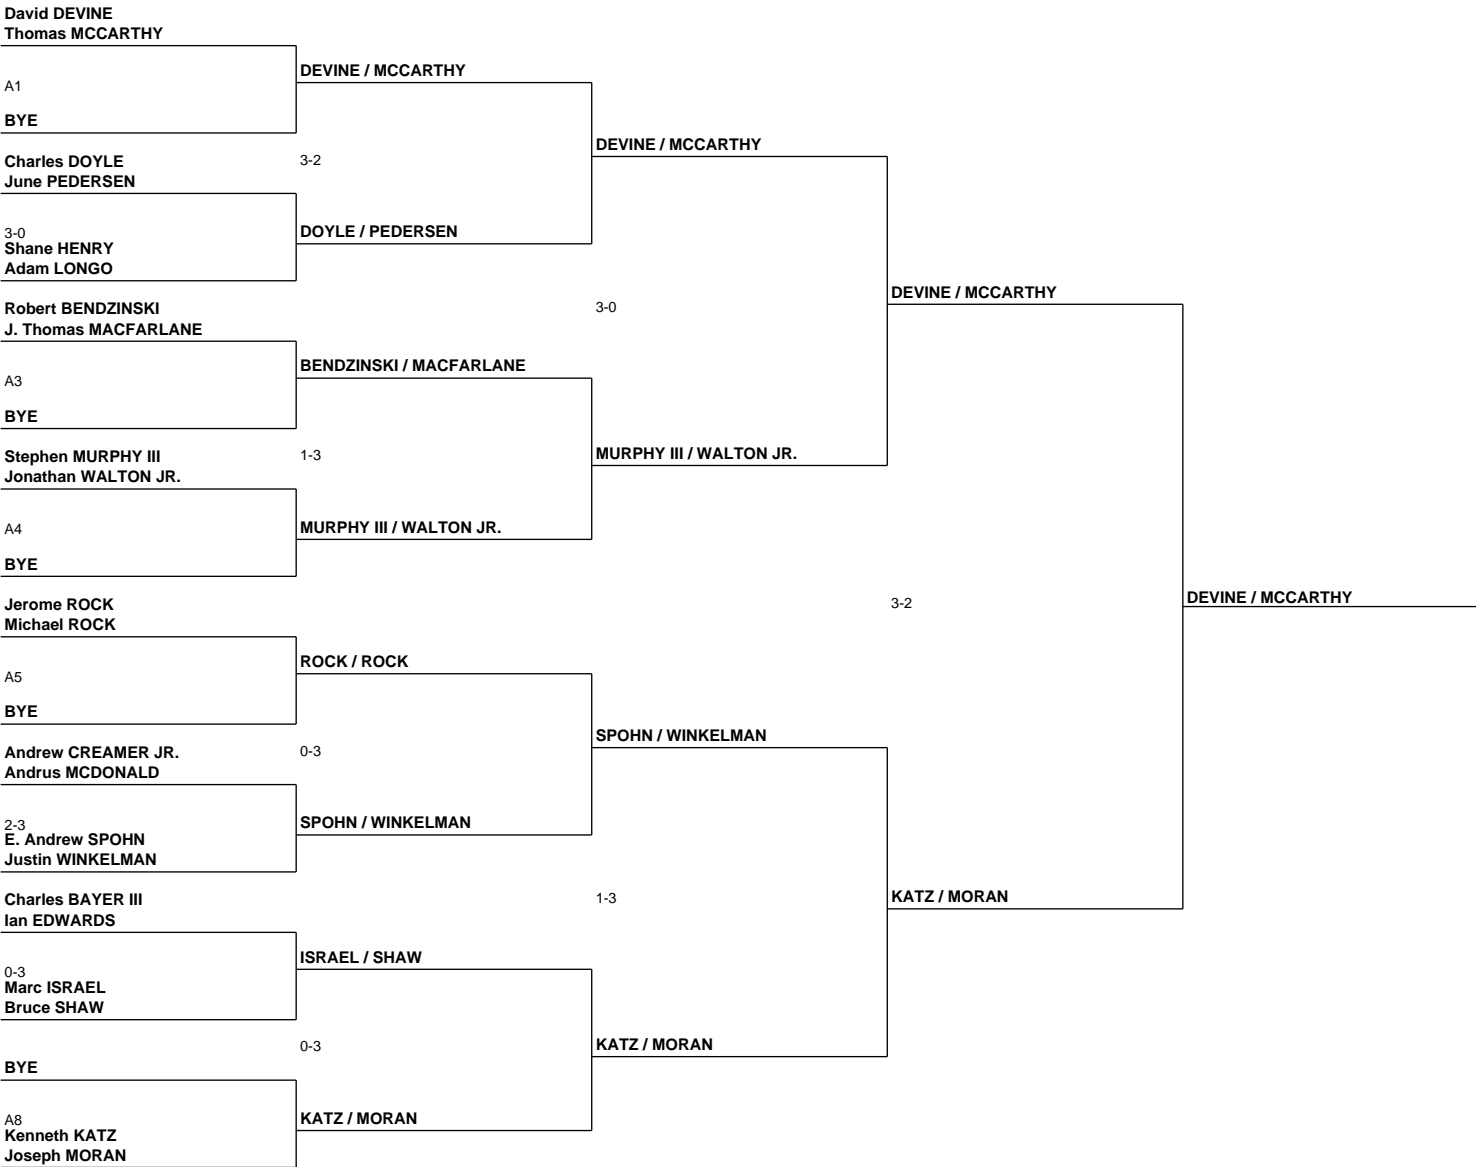 David DEVINE
Thomas MCCARTHY
DEVINE / MCCARTHY
A1
BYE
DEVINE / MCCARTHY
Charles DOYLE
June PEDERSEN
3-2
3-0
DOYLE / PEDERSEN
Shane HENRY
Adam LONGO
DEVINE / MCCARTHY
Robert BENDZINSKI
J. Thomas MACFARLANE
3-0
BENDZINSKI / MACFARLANE
A3
BYE
Stephen MURPHY III
Jonathan WALTON JR.
1-3
MURPHY III / WALTON JR.
A4
MURPHY III / WALTON JR.
BYE
Jerome ROCK
Michael ROCK
3-2
DEVINE / MCCARTHY
ROCK / ROCK
A5
BYE
SPOHN / WINKELMAN
Andrew CREAMER JR.
Andrus MCDONALD
0-3
2-3
SPOHN / WINKELMAN
E. Andrew SPOHN
Justin WINKELMAN
Charles BAYER III
Ian EDWARDS
1-3
KATZ / MORAN
ISRAEL / SHAW
0-3
Marc ISRAEL
Bruce SHAW
0-3
KATZ / MORAN
BYE
A8
KATZ / MORAN
Kenneth KATZ
Joseph MORAN